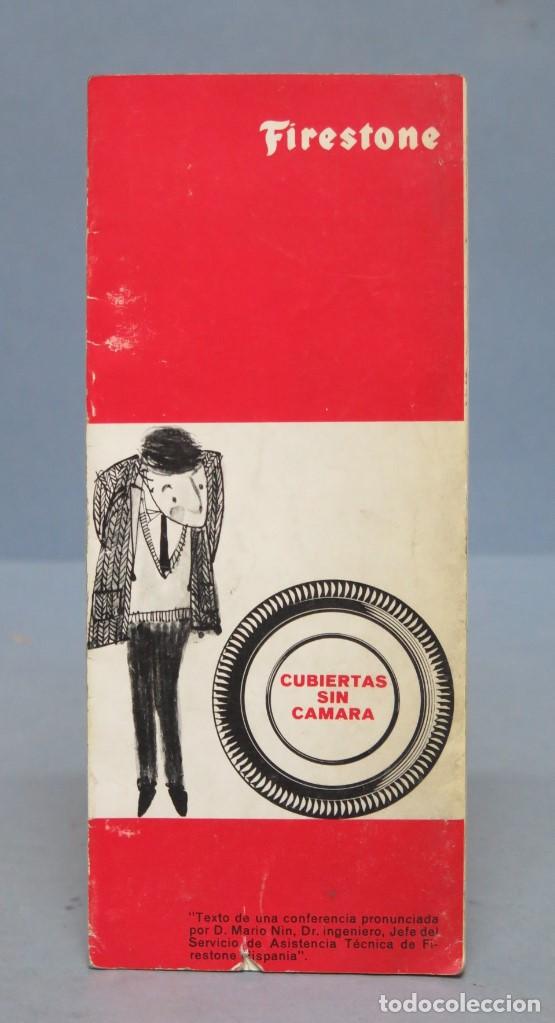 Firestone
CUBIERTAS
SIN
CAMARA
"Texto de una conferencia pronunciada
por D. Mario Nin, Dr. ingeniero, Jefe del
Servicio de Asistencia Técnica de Fi-
restone Hispania".
todocoleccion